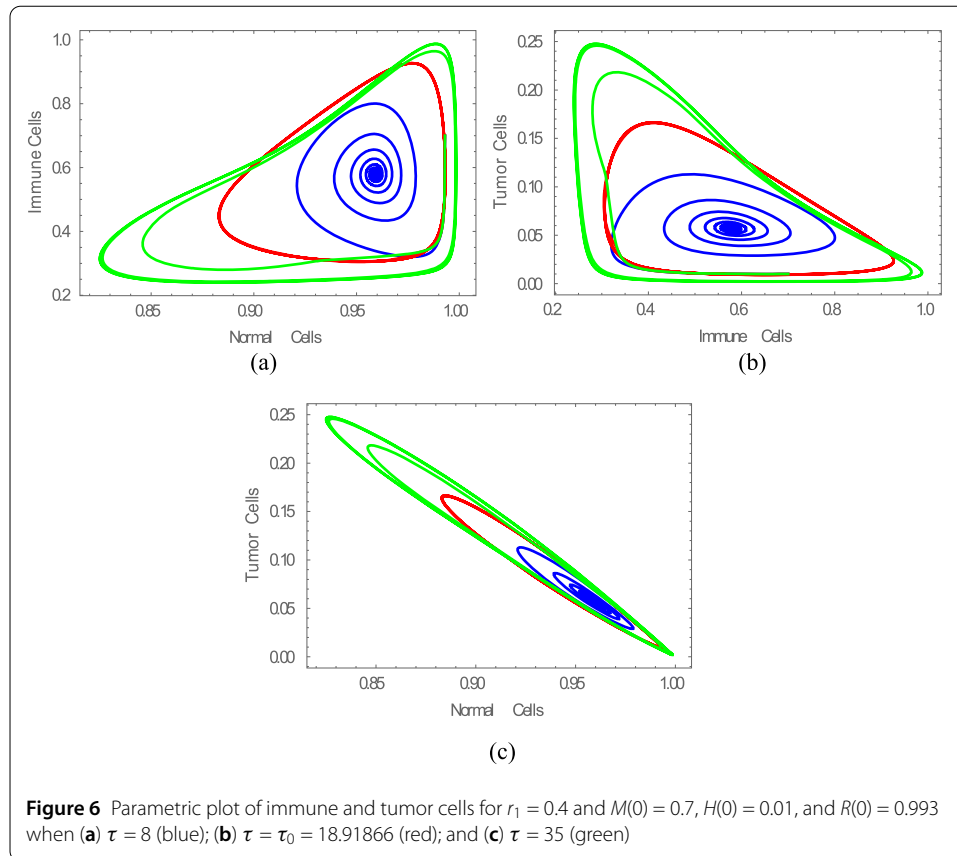 1.0
0.8
0.6
0.4
0.2
Immune Cells
0.85 0.90 0.95 1.00
Normal Cells
(a)
0.25
0.20
0.15
0.10
0.05
0.00
Tumor Cells
0.2 0.4 0.6 0.8 1.0
Immune Cells
(b)
0.25
0.20
0.15
0.10
0.05
0.00
Tumor Cells
0.85 0.90 0.95 1.00
Normal Cells
(c)
Figure 6 Parametric plot of immune and tumor cells for r₁ = 0.4 and M(0) = 0.7, H(0) = 0.01, and R(0) = 0.993
when (a) τ = 8 (blue); (b) τ = τ₀ = 18.91866 (red); and (c) τ = 35 (green)